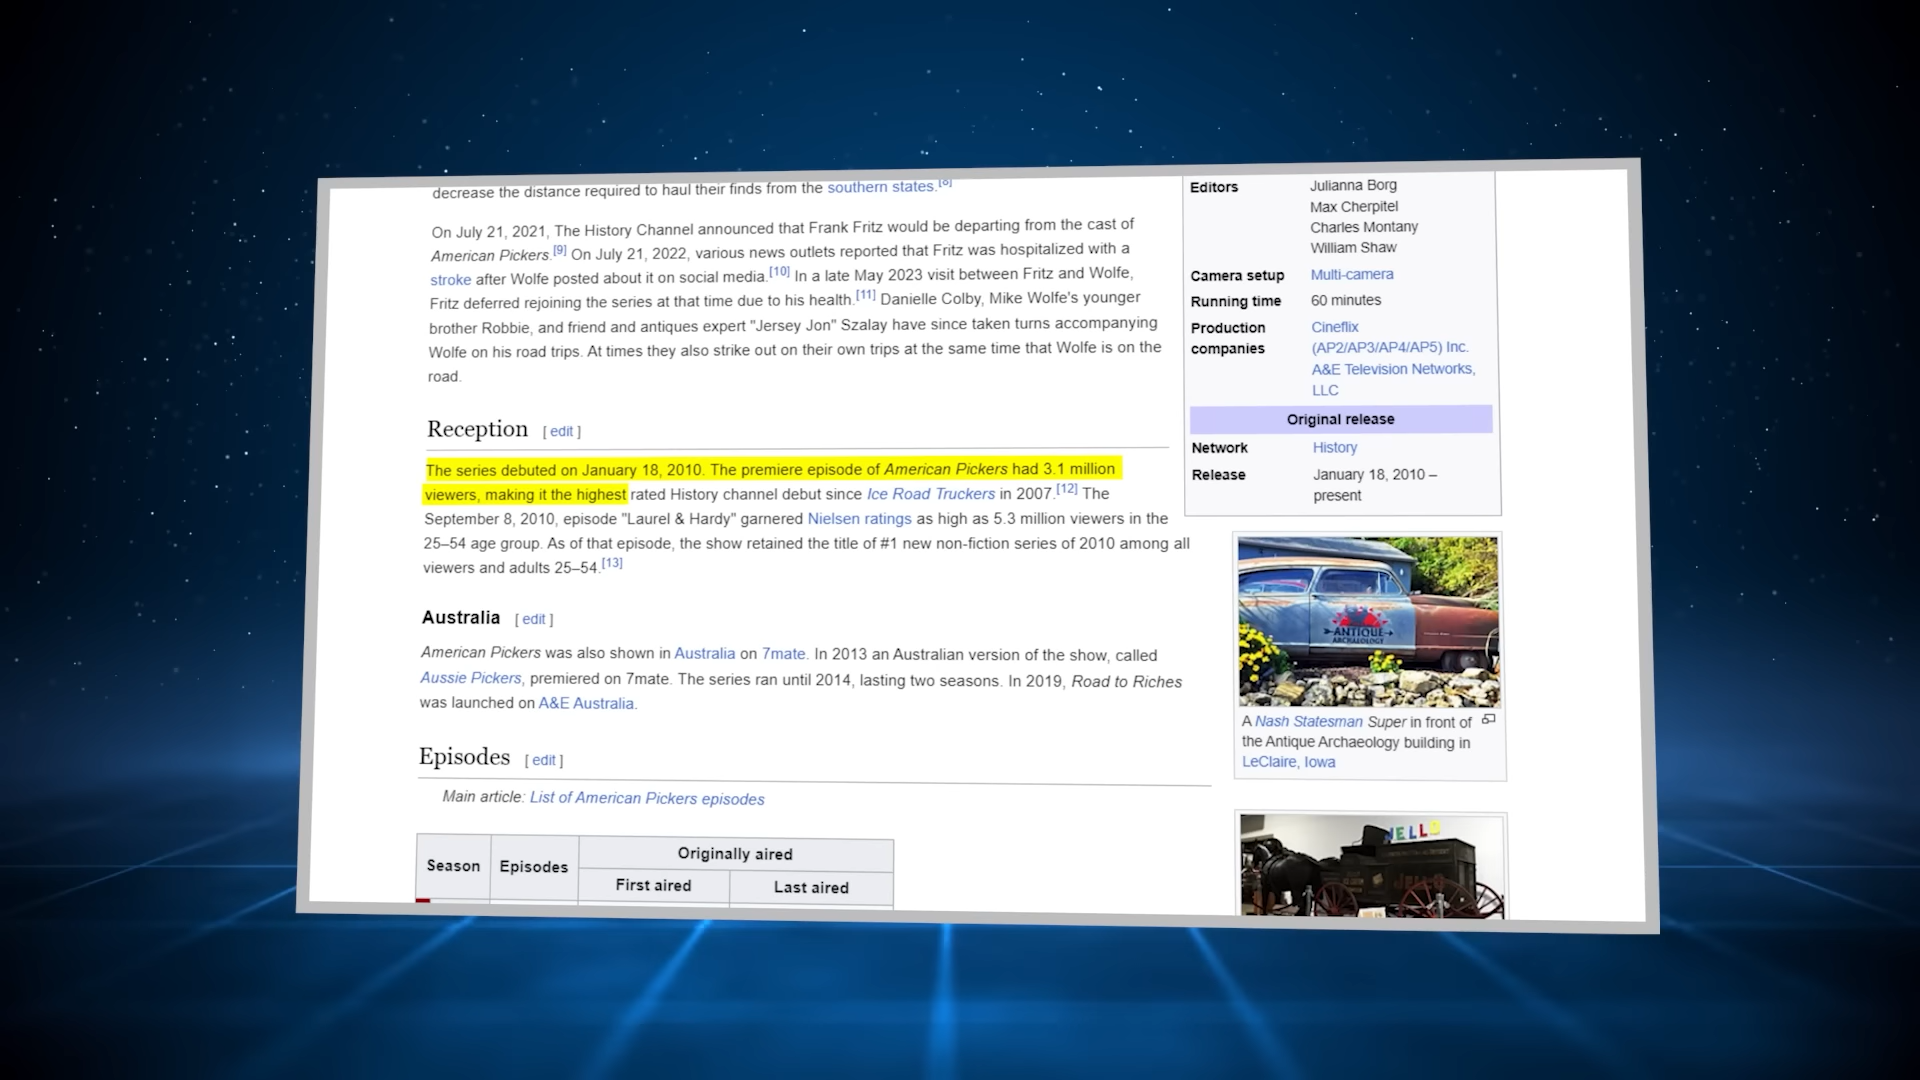 decrease the distance required to haul their finds from the southern states.[8]
On July 21, 2021, The History Channel announced that Frank Fritz would be departing from the cast of
American Pickers.[9] On July 21, 2022, various news outlets reported that Fritz was hospitalized with a
stroke after Wolfe posted about it on social media.[10] In a late May 2023 visit between Fritz and Wolfe,
Fritz deferred rejoining the series at that time due to his health.[11] Danielle Colby, Mike Wolfe's younger
brother Robbie, and friend and antiques expert "Jersey Jon" Szalay have since taken turns accompanying
Wolfe on his road trips. At times they also strike out on their own trips at the same time that Wolfe is on the
road.
Reception [ edit ]
The series debuted on January 18, 2010. The premiere episode of American Pickers had 3.1 million
viewers, making it the highest rated History channel debut since Ice Road Truckers in 2007.[12] The
September 8, 2010, episode "Laurel & Hardy" garnered Nielsen ratings as high as 5.3 million viewers in the
25–54 age group. As of that episode, the show retained the title of #1 new non-fiction series of 2010 among all
viewers and adults 25–54.[13]
Australia [ edit ]
American Pickers was also shown in Australia on 7mate. In 2013 an Australian version of the show, called
Aussie Pickers, premiered on 7mate. The series ran until 2014, lasting two seasons. In 2019, Road to Riches
was launched on A&E Australia.
Episodes [ edit ]
Main article: List of American Pickers episodes
Season Episodes Originally aired
First aired Last aired
Editors Julianna Borg
Max Cherpitel
Charles Montany
William Shaw
Camera setup Multi-camera
Running time 60 minutes
Production Cineflix
companies (AP2/AP3/AP4/AP5) Inc.
A&E Television Networks,
LLC
Original release
Network History
Release January 18, 2010 –
present
ANTIQUE
ARCHAEOLOGY
A Nash Statesman Super in front of
the Antique Archaeology building in
LeClaire, Iowa
JELLO